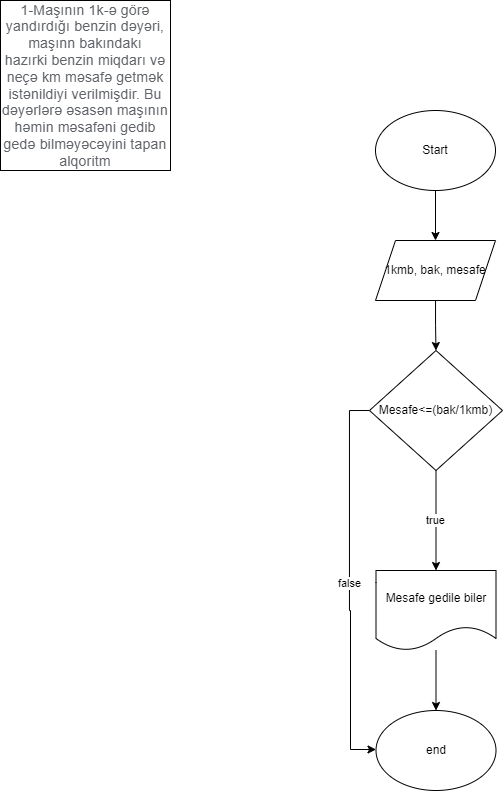 1-Maşının 1k-ə görə
yandırdığı benzin dəyəri,
maşınn bakındakı
hazırki benzin miqdarı və
neçə km məsafə getmək
istənildiyi verilmişdir. Bu
dəyərlərə əsasən maşının
həmin məsafəni gedib
gedə bilməyəcəyini tapan
alqoritm
Start
1kmb, bak, mesafe
Mesafe<=(bak/1kmb)
true
false
Mesafe gedile biler
end